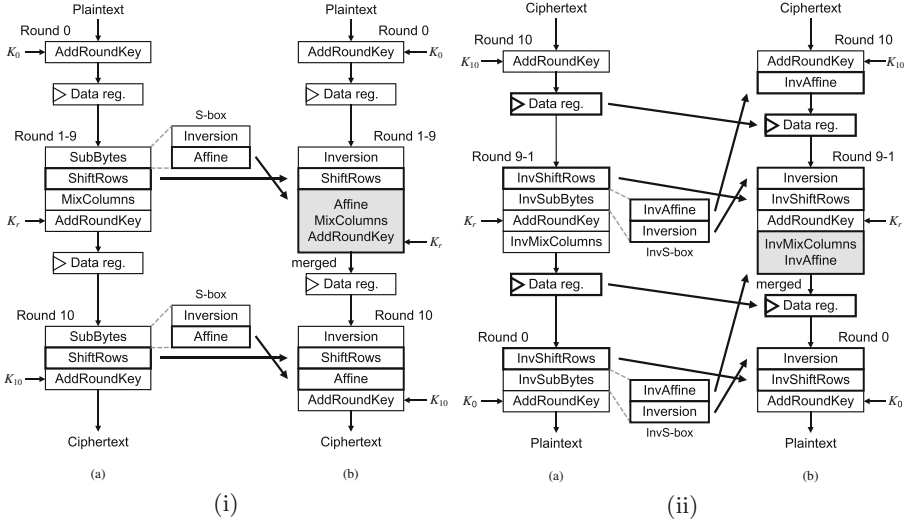 Plaintext
Round 0
K0
AddRoundKey
Data reg.
Round 1-9
S-box
Inversion
Affine
SubBytes
ShiftRows
MixColumns
Kr
AddRoundKey
Data reg.
Round 10
S-box
Inversion
Affine
SubBytes
ShiftRows
K10
AddRoundKey
Ciphertext
(a)
Plaintext
Round 0
AddRoundKey
K0
Data reg.
Round 1-9
Inversion
ShiftRows
Affine
MixColumns
AddRoundKey
Kr
merged
Data reg.
Round 10
Inversion
ShiftRows
Affine
AddRoundKey
K10
Ciphertext
(b)
(i)
Ciphertext
Round 10
K10
AddRoundKey
Data reg.
Round 9-1
InvShiftRows
InvSubBytes
Kr
AddRoundKey
InvMixColumns
InvAffine
Inversion
InvS-box
Data reg.
Round 0
InvShiftRows
InvSubBytes
K0
AddRoundKey
InvAffine
Inversion
InvS-box
Plaintext
(a)
Ciphertext
Round 10
AddRoundKey
K10
InvAffine
Data reg.
Round 9-1
Inversion
InvShiftRows
AddRoundKey
Kr
InvMixColumns
InvAffine
merged
Data reg.
Round 0
Inversion
InvShiftRows
AddRoundKey
K0
Plaintext
(b)
(ii)